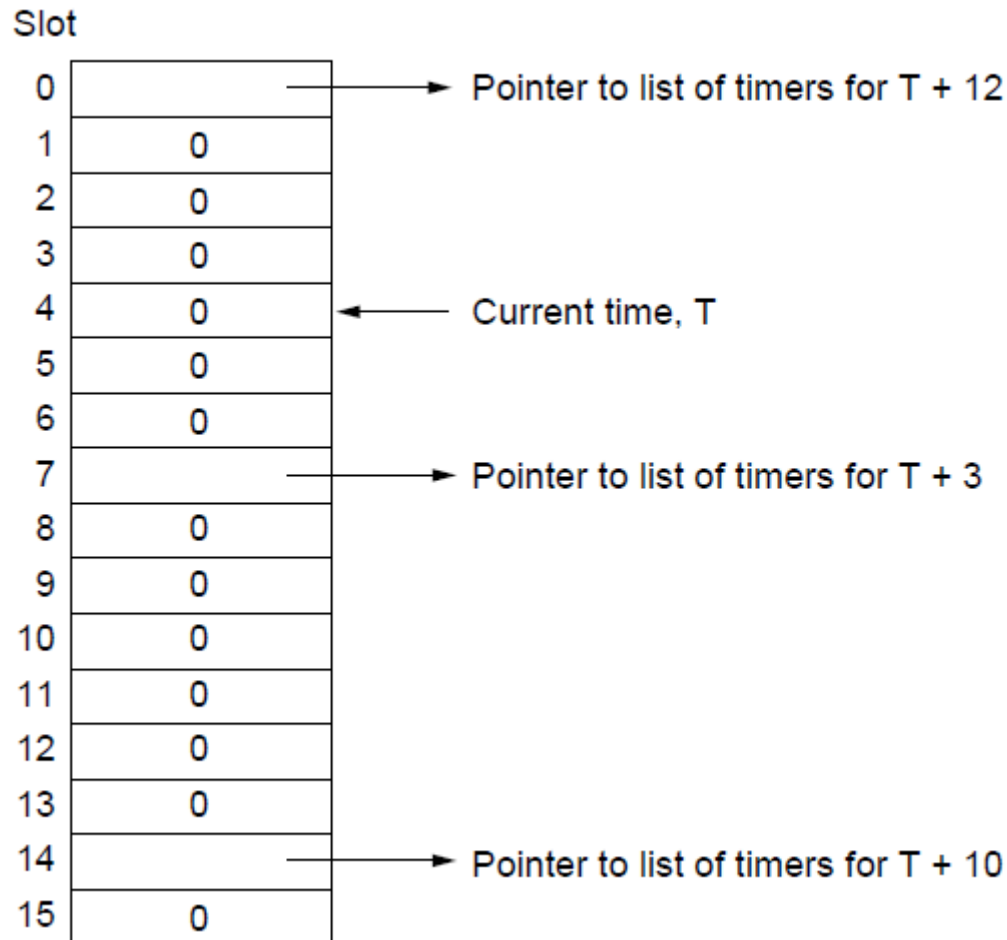 Slot
0 Pointer to list of timers for T + 12
1 0
2 0
3 0
4 0 Current time, T
5 0
6 0
7 Pointer to list of timers for T + 3
8 0
9 0
10 0
11 0
12 0
13 0
14 Pointer to list of timers for T + 10
15 0